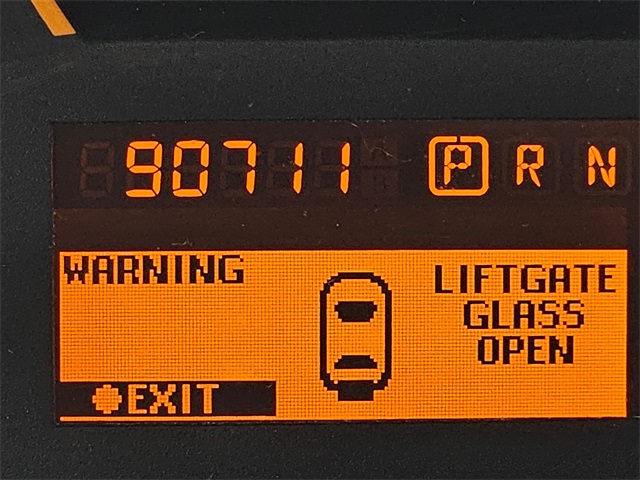 90711 P R N
WARNING
LIFTGATE
GLASS
OPEN
EXIT